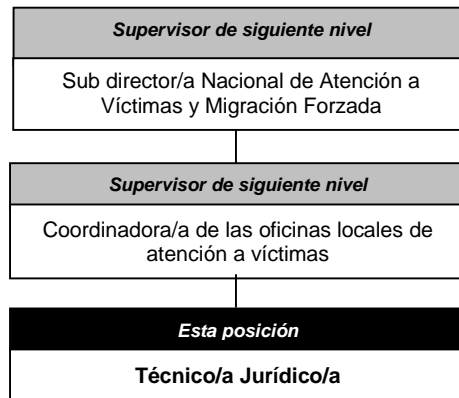 Supervisor de siguiente nivel
Sub director/a Nacional de Atención a
Víctimas y Migración Forzada
Supervisor de siguiente nivel
Coordinadora/a de las oficinas locales de
atención a víctimas
Esta posición
Técnico/a Jurídico/a